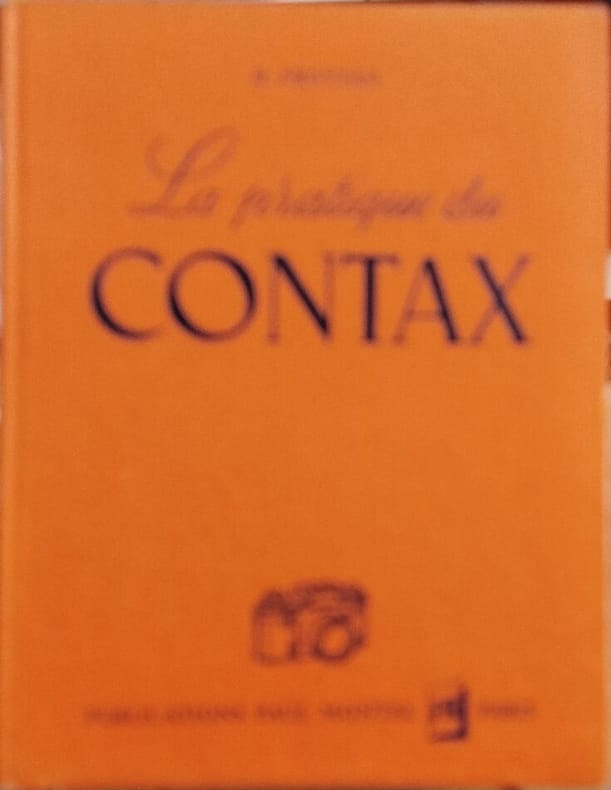 La pratique du
CONTAX
PUBLICATIONS PAUL MONTEL PARIS